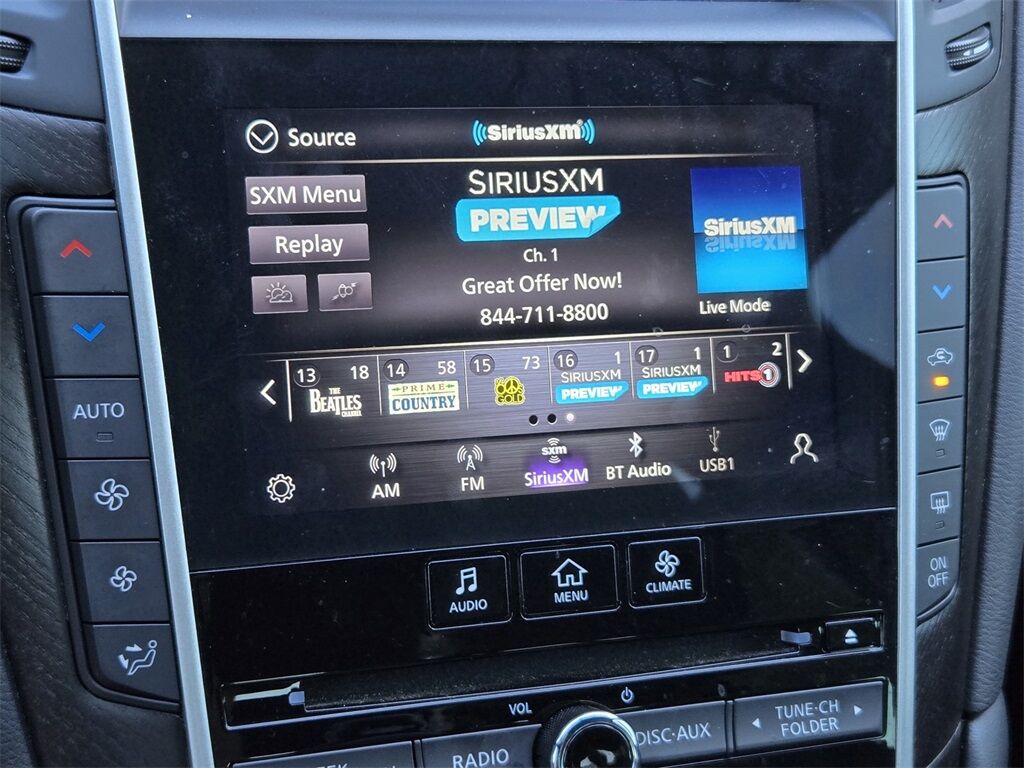 Source
SiriusXM
SXM Menu
SIRIUSXM
PREVIEW
SiriusXM
Replay
Ch. 1
Great Offer Now!
844-711-8800
Live Mode
13 18
THE
BEATLES
CHANNEL
14 58
PRIME
COUNTRY
15 73
60s
GOLD
16 1
SIRIUSXM
PREVIEW
17 1
SIRIUSXM
PREVIEW
1 2
HITS 1
AM
FM
sxm
SiriusXM
BT Audio
USB1
AUTO
ON
OFF
AUDIO
MENU
CLIMATE
VOL
RADIO
DISC·AUX
TUNE·CH
FOLDER